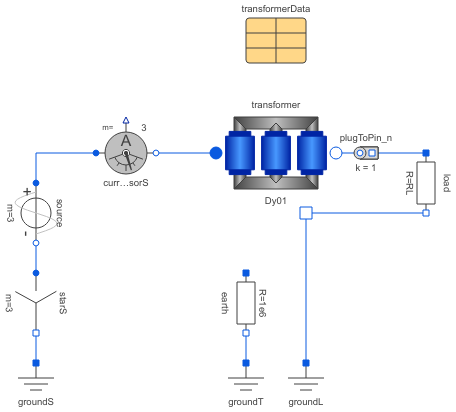 transformerData
transformer
m=
3
A
curr...sorS
plugToPin_n
k = 1
Dy01
load
R=RL
+
source
m=3
-
starS
m=3
earth
R=1e6
groundS
groundT
groundL